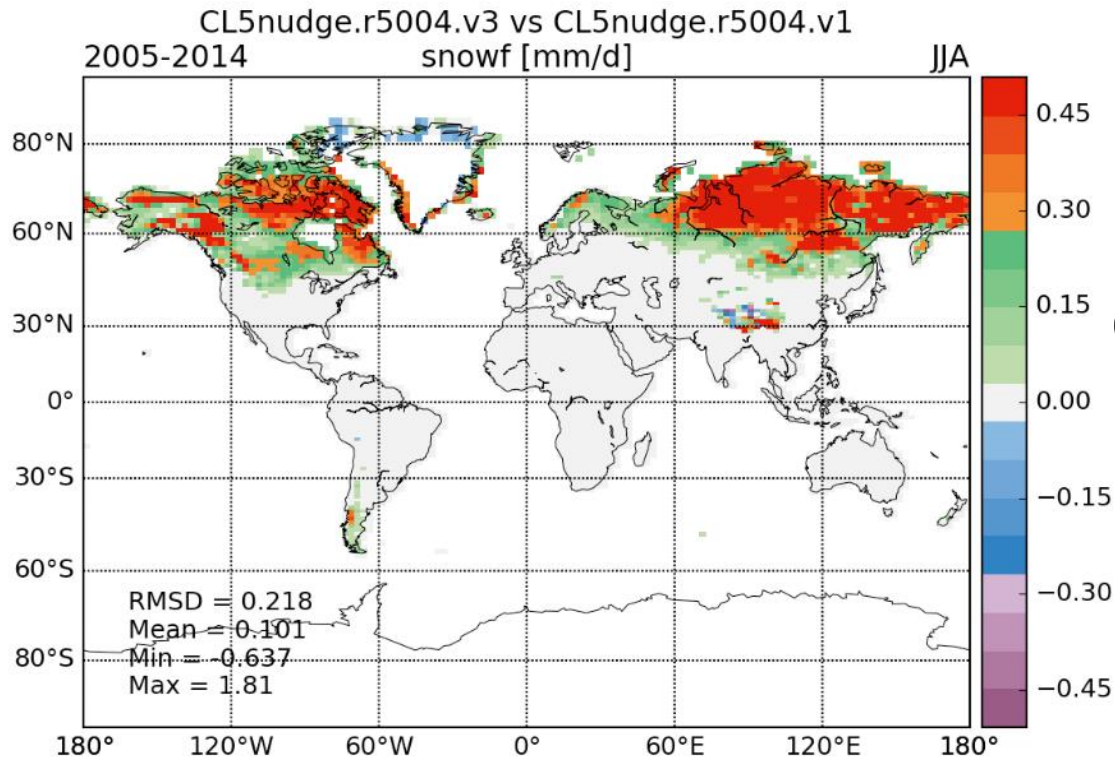 CL5nudge.r5004.v3 vs CL5nudge.r5004.v1
2005-2014 snowf [mm/d] JJA
80°N
60°N
30°N
0°
30°S
60°S
80°S
RMSD = 0.218
Mean = 0.101
Min = -0.637
Max = 1.81
180° 120°W 60°W 0° 60°E 120°E 180°
0.45
0.30
0.15
0.00
−0.15
−0.30
−0.45